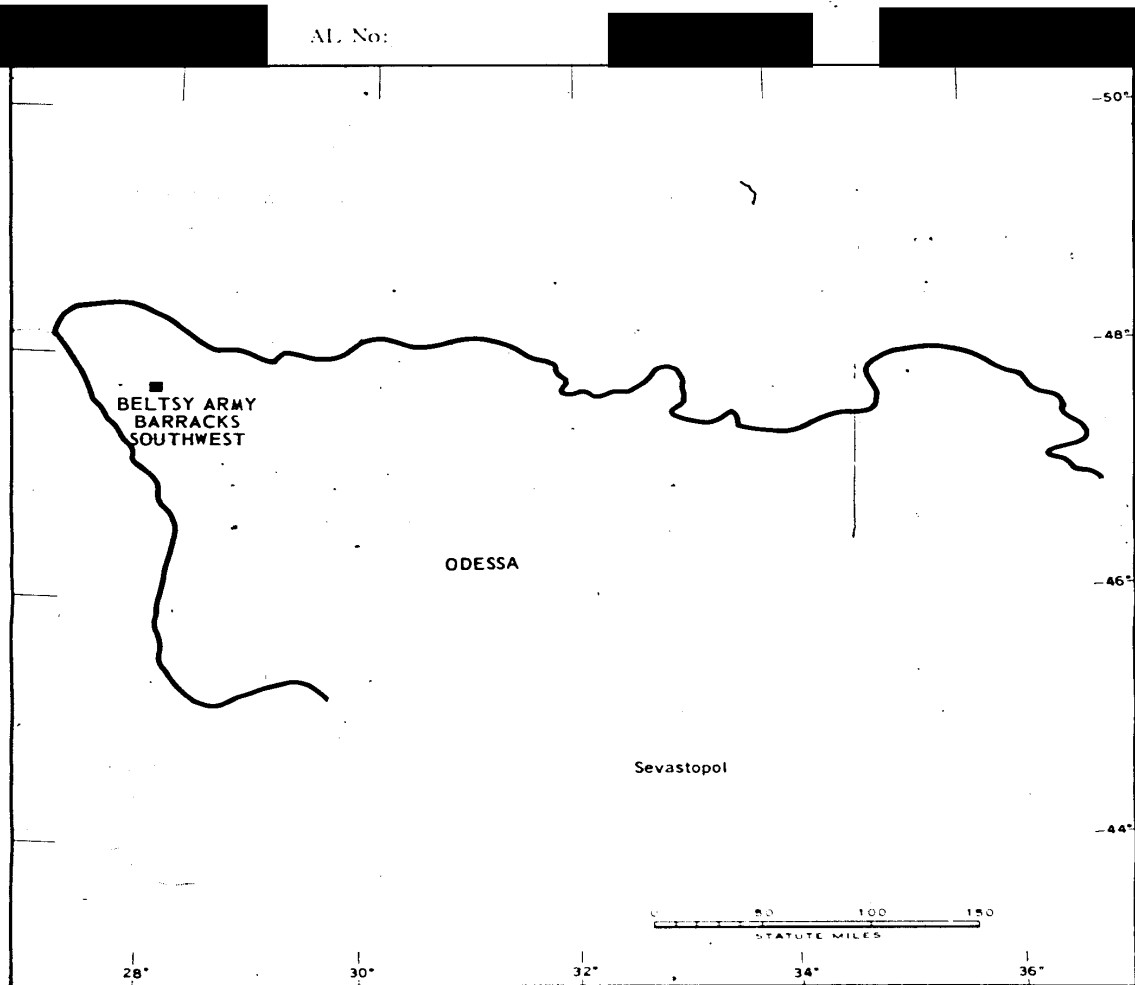 AL No:
50°
48°
BELTSY ARMY
BARRACKS
SOUTHWEST
ODESSA
46°
Sevastopol
44°
0 50 100 150
STATUTE MILES
28° 30° 32° 34° 36°